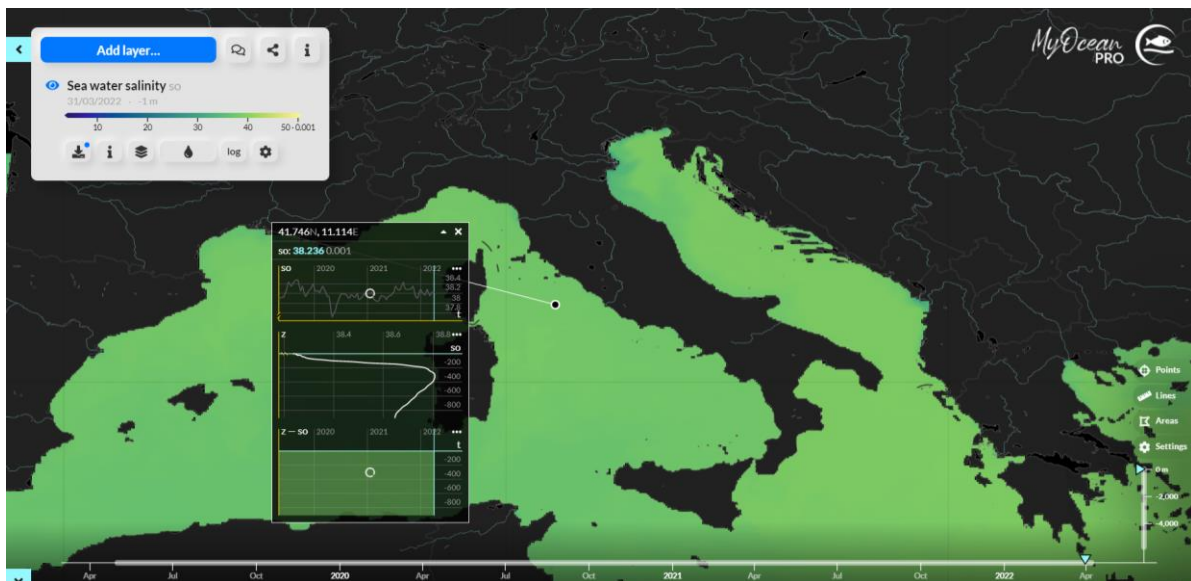 Add layer...
MyOcean
PRO
Sea water salinity so
31/03/2022 - -1 m
10 20 30 40 50 ·0.001
log
41.746N, 11.114E
so: 38.236 0.001
so 2020 2021 2022
38.4
38.2
38
37.8
t
z 38.4 38.6 38.8
so
-200
-400
-600
-800
z — so 2020 2021 2022
t
-200
-400
-600
-800
Points
Lines
Areas
Settings
0 m
-2,000
-4,000
Apr Jul Oct 2020 Apr Jul Oct 2021 Apr Jul Oct 2022 Apr